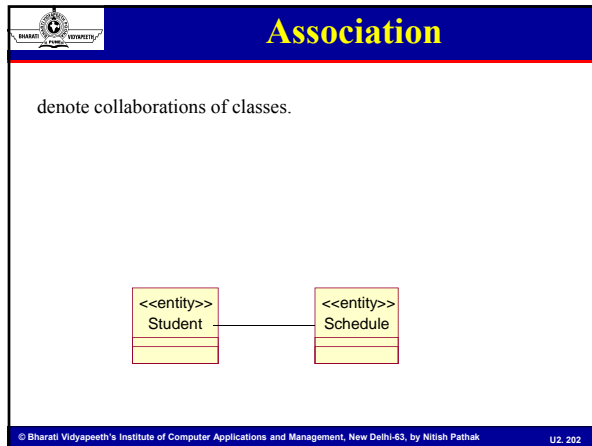 BHARATI VIDYAPEETH
PUNE
Association
denote collaborations of classes.
<<entity>> <<entity>>
Student Schedule
© Bharati Vidyapeeth's Institute of Computer Applications and Management, New Delhi-63, by Nitish Pathak U2. 202